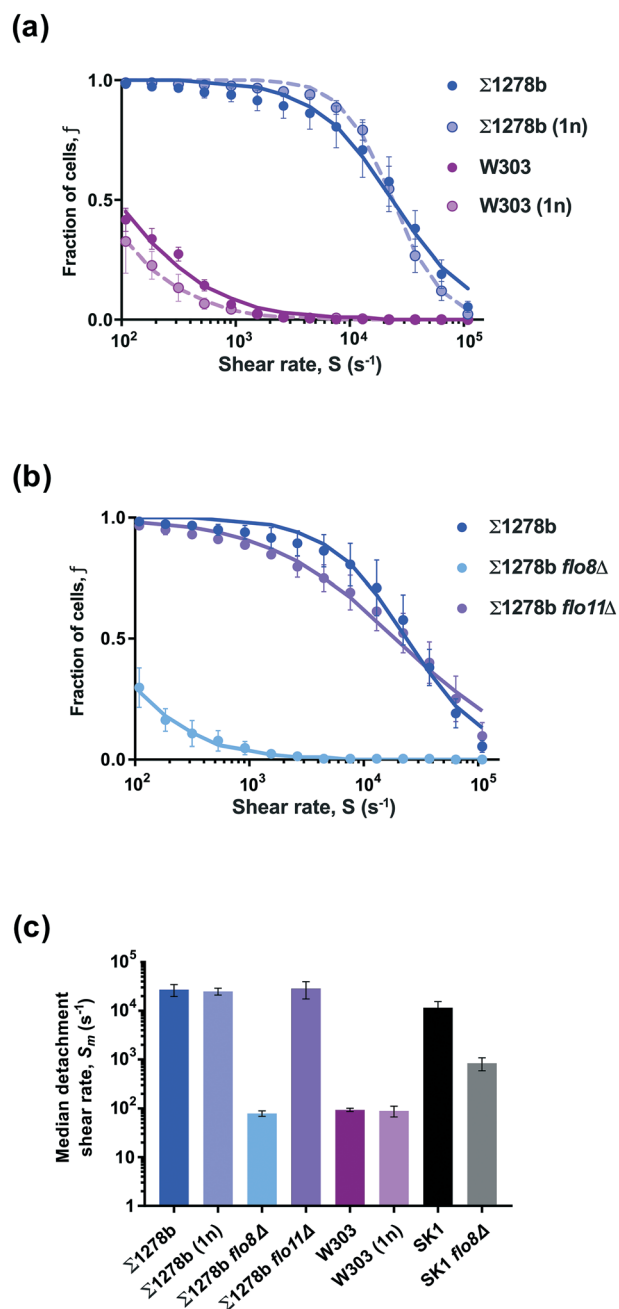 (a)
1.0
0.5
0.0
Fraction of cells, ƒ
10² 10³ 10⁴ 10⁵
Shear rate, S (s⁻¹)
Σ1278b
Σ1278b (1n)
W303
W303 (1n)
(b)
1.0
0.5
0.0
Fraction of cells, ƒ
10² 10³ 10⁴ 10⁵
Shear rate, S (s⁻¹)
Σ1278b
Σ1278b flo8Δ
Σ1278b flo11Δ
(c)
Median detachment
shear rate, Sₘ (s⁻¹)
10⁵
10⁴
10³
10²
10
1
Σ1278b
Σ1278b (1n)
Σ1278b flo8Δ
Σ1278b flo11Δ
W303
W303 (1n)
SK1
SK1 flo8Δ